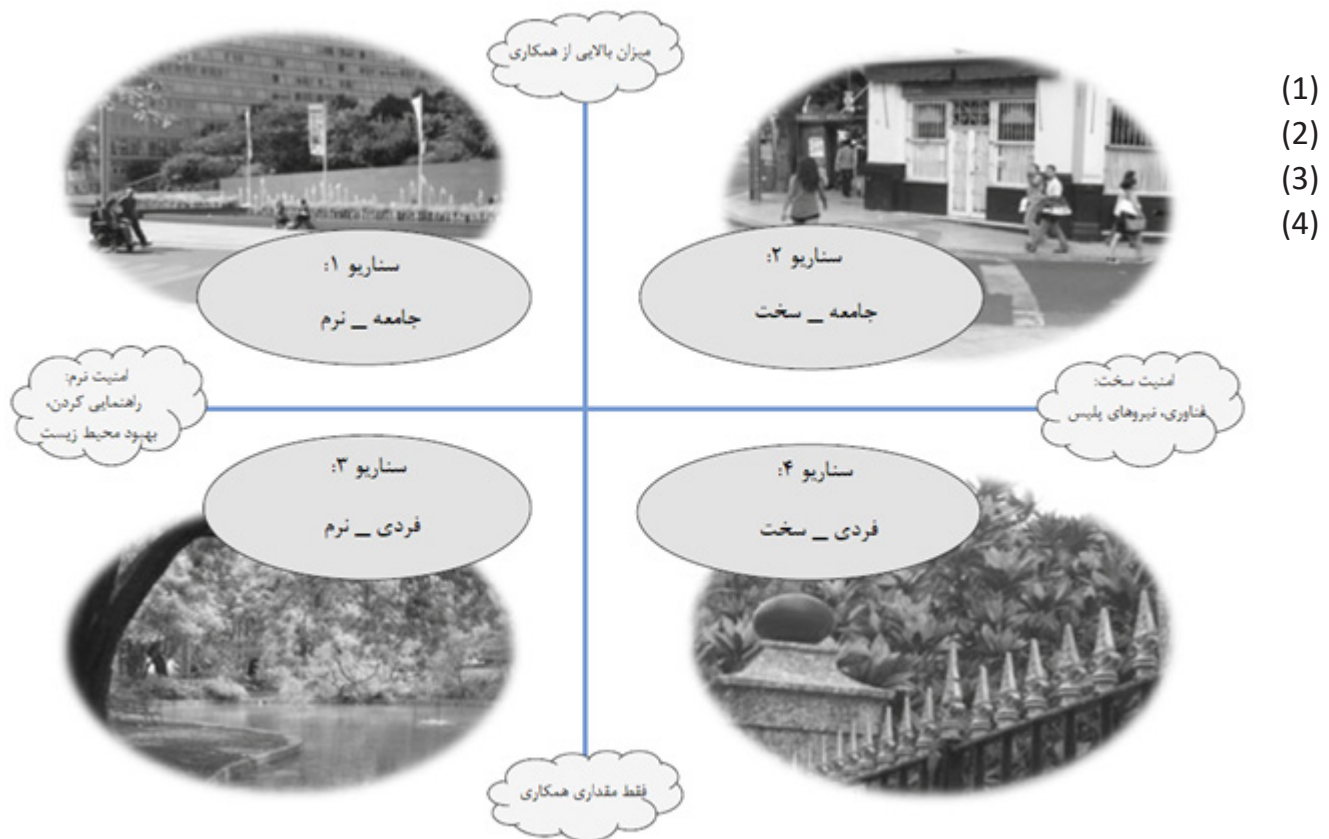 میزان بالایی از همکاری
سناریو ۱:
جامعه _ نرم
سناریو ۲:
جامعه _ سخت
امنیت نرم:
راهنمایی کردن،
بهبود محیط زیست
امنیت سخت:
فناوری، نیروهای پلیس
سناریو ۳:
فردی _ نرم
سناریو ۴:
فردی _ سخت
فقط مقداری همکاری
(1)
(2)
(3)
(4)